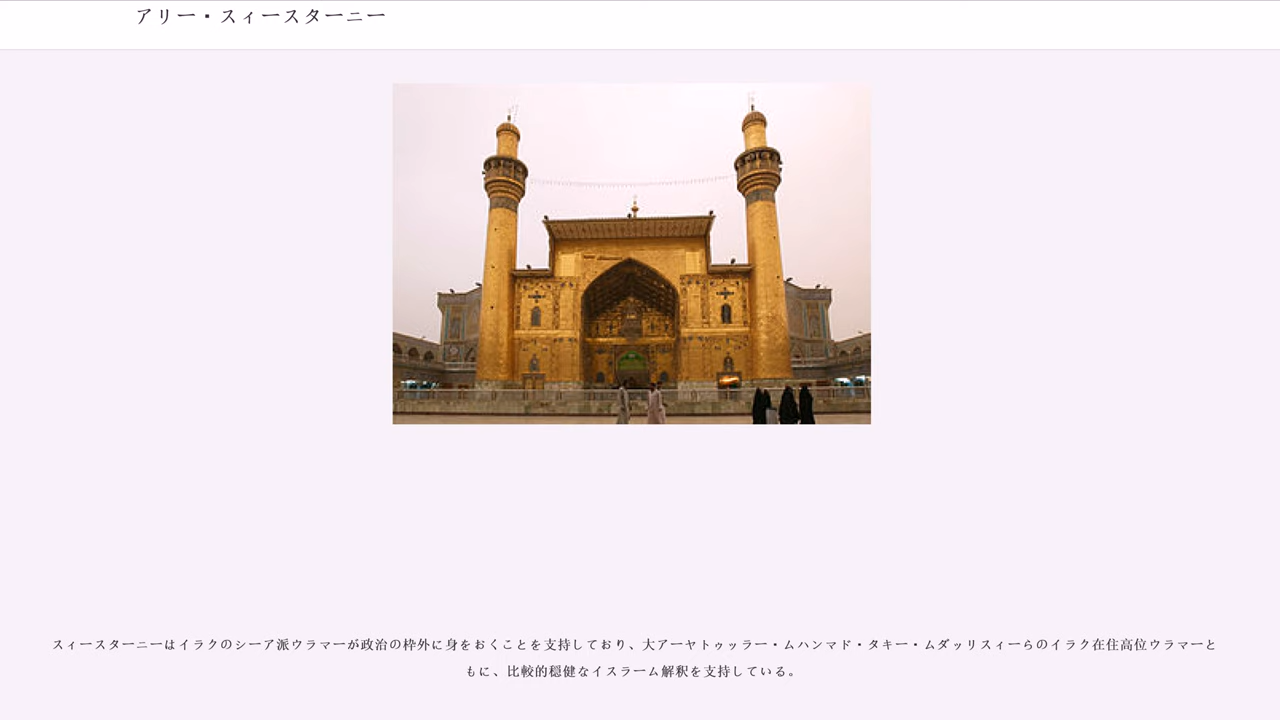 アリー・スィースターニー
スィースターニーはイラクのシーア派ウラマーが政治の枠外に身をおくことを支持しており、大アーヤトゥッラー・ムハンマド・タキー・ムダッリスィーらのイラク在住高位ウラマーと
もに、比較的穏健なイスラーム解釈を支持している。